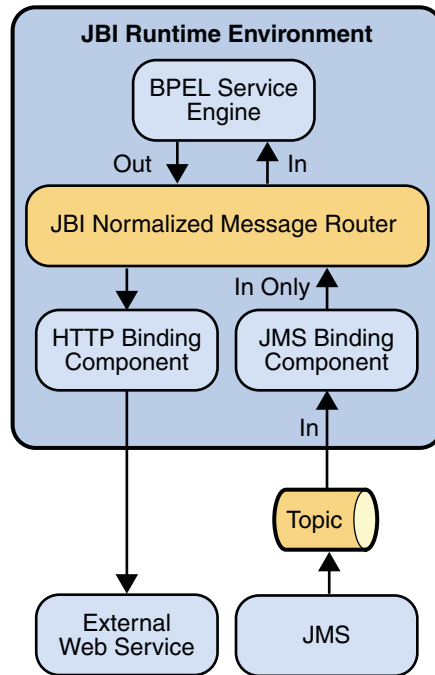 JBI Runtime Environment
BPEL Service
Engine
Out
In
JBI Normalized Message Router
In Only
HTTP Binding
Component
JMS Binding
Component
In
Topic
External
Web Service
JMS